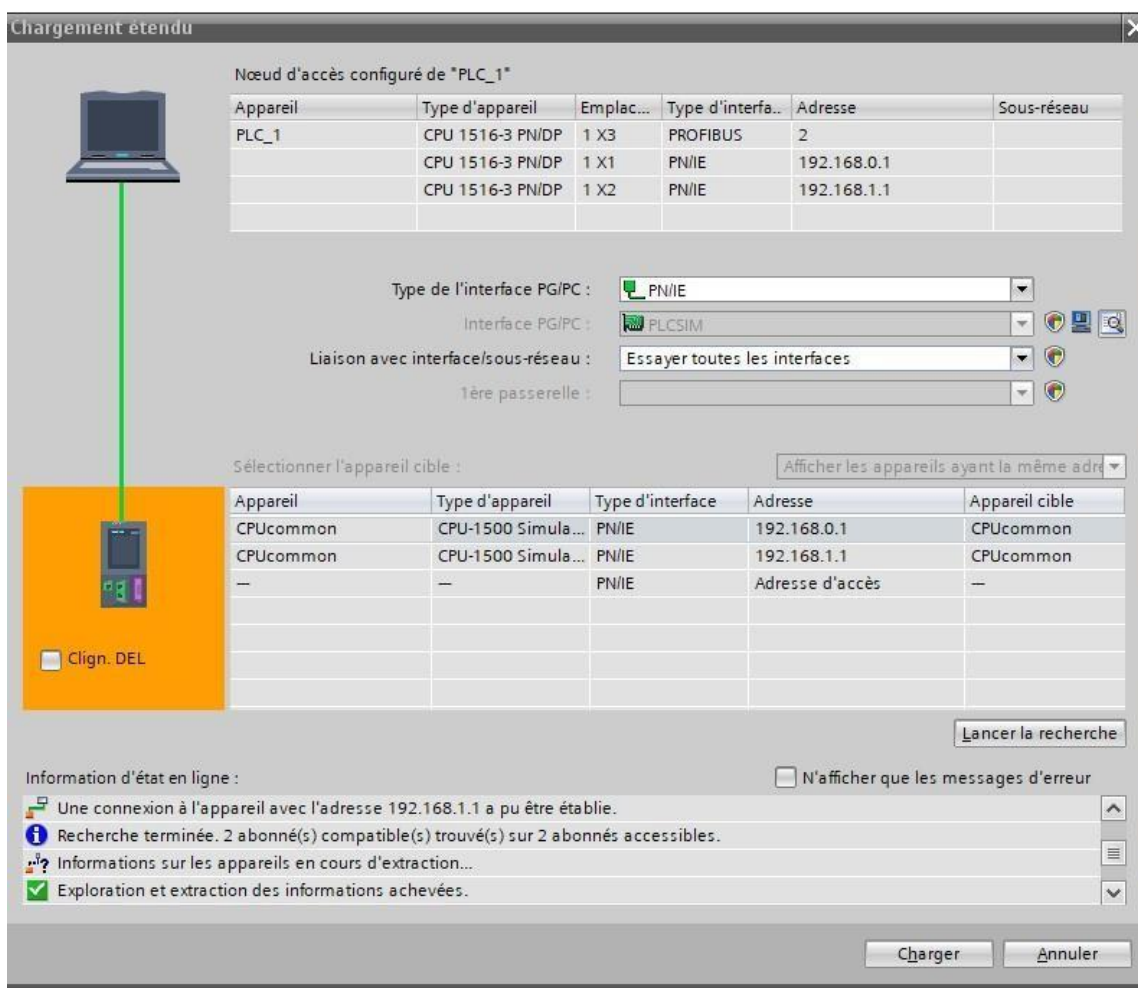 Chargement étendu
Nœud d'accès configuré de "PLC_1"
Appareil Type d'appareil Emplac... Type d'interfa.. Adresse Sous-réseau
PLC_1 CPU 1516-3 PN/DP 1 X3 PROFIBUS 2
CPU 1516-3 PN/DP 1 X1 PN/IE 192.168.0.1
CPU 1516-3 PN/DP 1 X2 PN/IE 192.168.1.1
Type de l'interface PG/PC : PN/IE
Interface PG/PC : PLCSIM
Liaison avec interface/sous-réseau : Essayer toutes les interfaces
1ère passerelle :
Sélectionner l'appareil cible : Afficher les appareils ayant la même adre
Appareil Type d'appareil Type d'interface Adresse Appareil cible
CPUcommon CPU-1500 Simula... PN/IE 192.168.0.1 CPUcommon
CPUcommon CPU-1500 Simula... PN/IE 192.168.1.1 CPUcommon
— — PN/IE Adresse d'accès —
Clign. DEL
Lancer la recherche
Information d'état en ligne : N'afficher que les messages d'erreur
Une connexion à l'appareil avec l'adresse 192.168.1.1 a pu être établie.
Recherche terminée. 2 abonné(s) compatible(s) trouvé(s) sur 2 abonnés accessibles.
Informations sur les appareils en cours d'extraction...
Exploration et extraction des informations achevées.
Charger Annuler